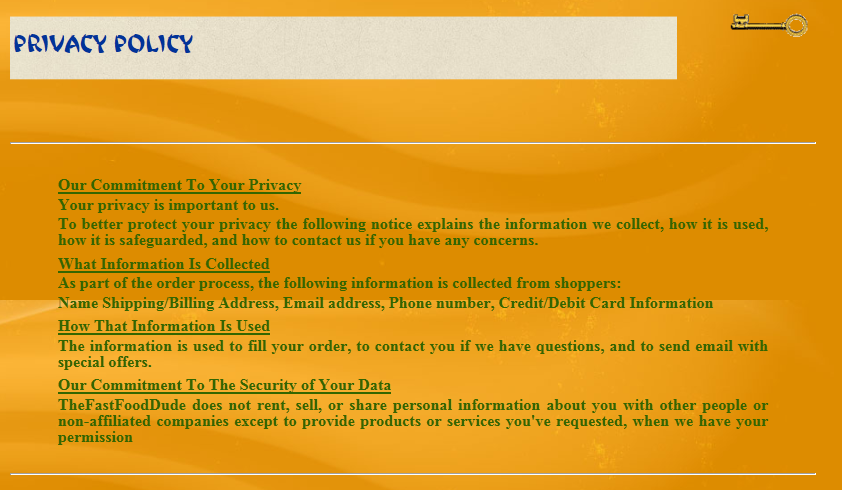 PRIVACY POLICY
Our Commitment To Your Privacy
Your privacy is important to us.
To better protect your privacy the following notice explains the information we collect, how it is used,
how it is safeguarded, and how to contact us if you have any concerns.
What Information Is Collected
As part of the order process, the following information is collected from shoppers:
Name Shipping/Billing Address, Email address, Phone number, Credit/Debit Card Information
How That Information Is Used
The information is used to fill your order, to contact you if we have questions, and to send email with
special offers.
Our Commitment To The Security of Your Data
TheFastFoodDude does not rent, sell, or share personal information about you with other people or
non-affiliated companies except to provide products or services you've requested, when we have your
permission